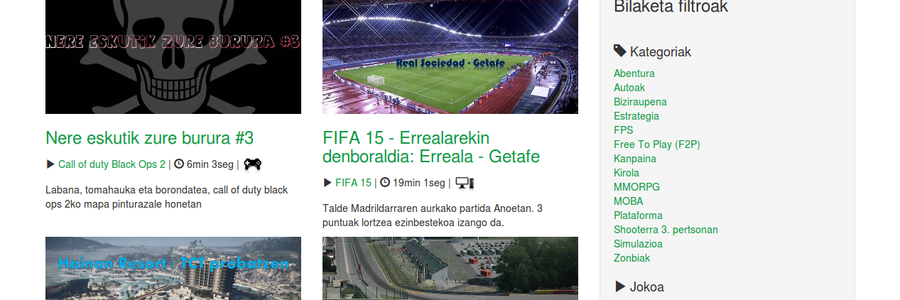 NERE ESKUTIK ZURE BURURA #3
Nere eskutik zure burura #3
Call of duty Black Ops 2 | 6min 3seg |
Labana, tomahauka eta borondatea, call of duty black
ops 2ko mapa pinturazale honetan
Hainan Resort - TCT probatzen
Real Sociedad - Getafe
FIFA 15 - Errealarekin
denboraldia: Erreala - Getafe
FIFA 15 | 19min 1seg |
Talde Madrildarraren aurkako partida Anoetan. 3
puntuak lortzea ezinbestekoa izango da.
Bilaketa filtroak
Kategoriak
Abentura
Autoak
Biziraupena
Estrategia
FPS
Free To Play (F2P)
Kanpaina
Kirola
MMORPG
MOBA
Plataforma
Shooterra 3. pertsonan
Simulazioa
Zonbiak
Jokoa